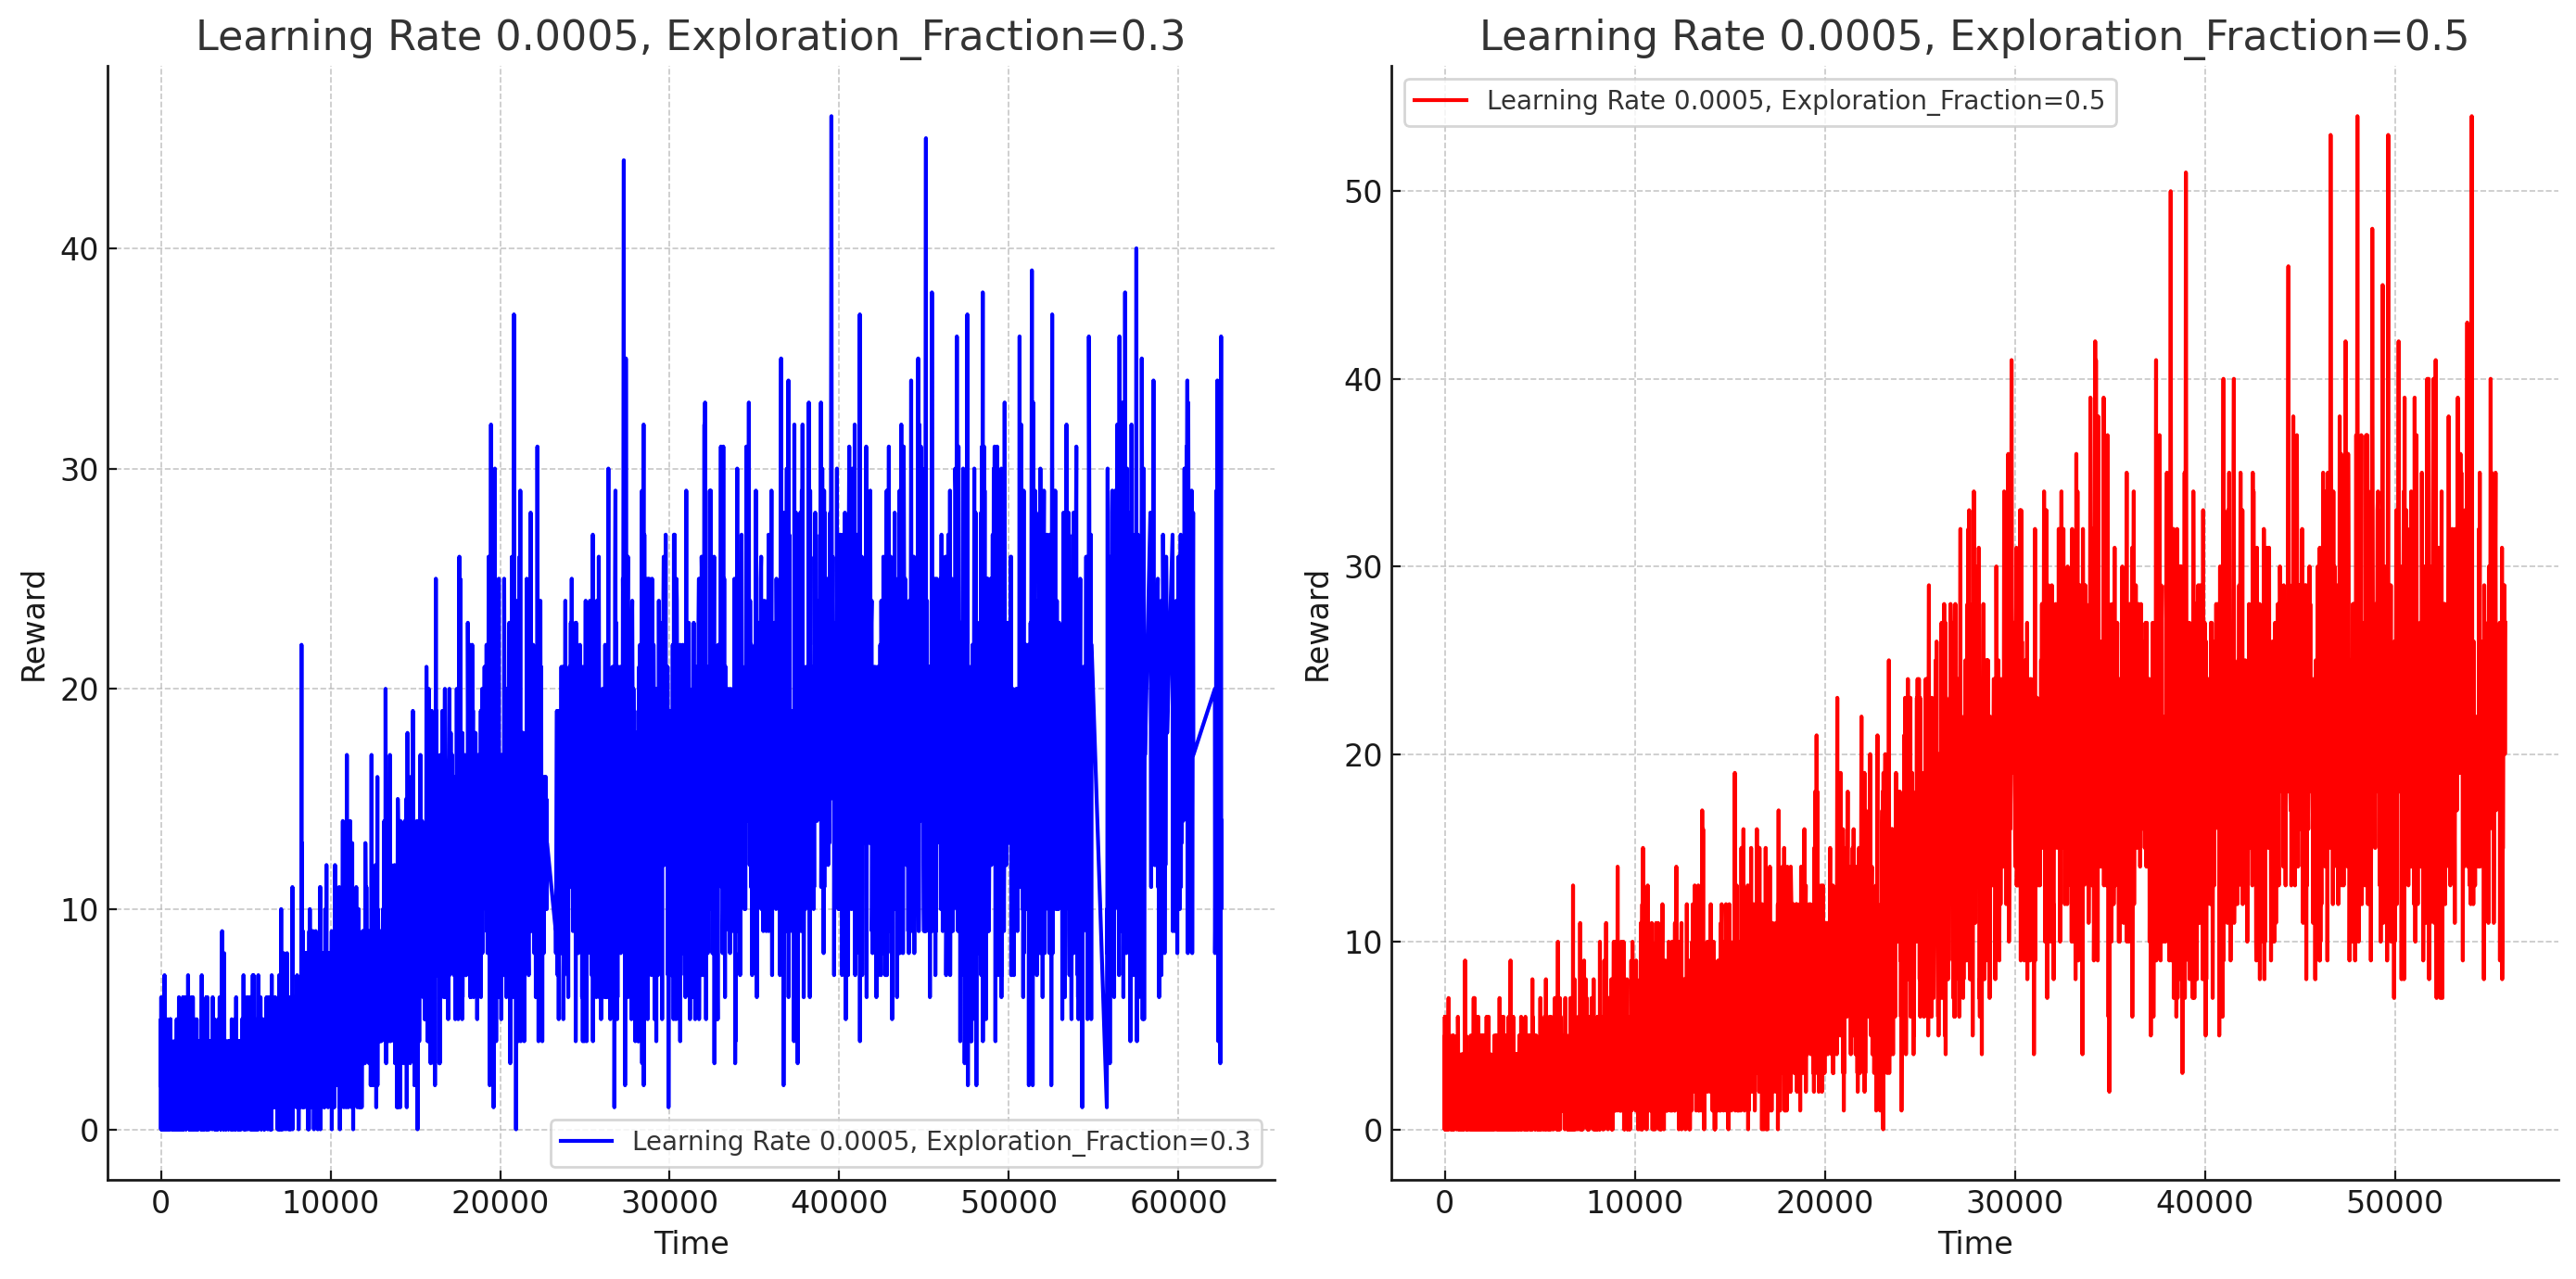 Learning Rate 0.0005, Exploration_Fraction=0.3
40
30
20
10
0
Reward
Learning Rate 0.0005, Exploration_Fraction=0.3
0 10000 20000 30000 40000 50000 60000
Time
Learning Rate 0.0005, Exploration_Fraction=0.5
Learning Rate 0.0005, Exploration_Fraction=0.5
50
40
30
20
10
0
Reward
0 10000 20000 30000 40000 50000
Time